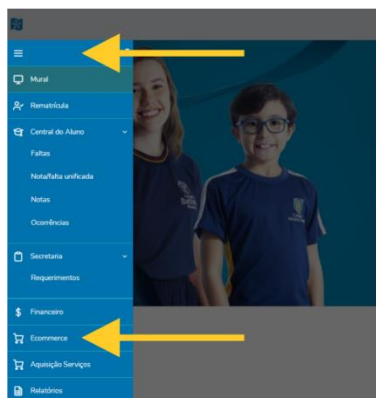 Mural
Rematrícula
Central do Aluno
Faltas
Nota/falta unificada
Notas
Ocorrências
Secretaria
Requerimentos
Financeiro
Ecommerce
Aquisição Serviços
Relatórios